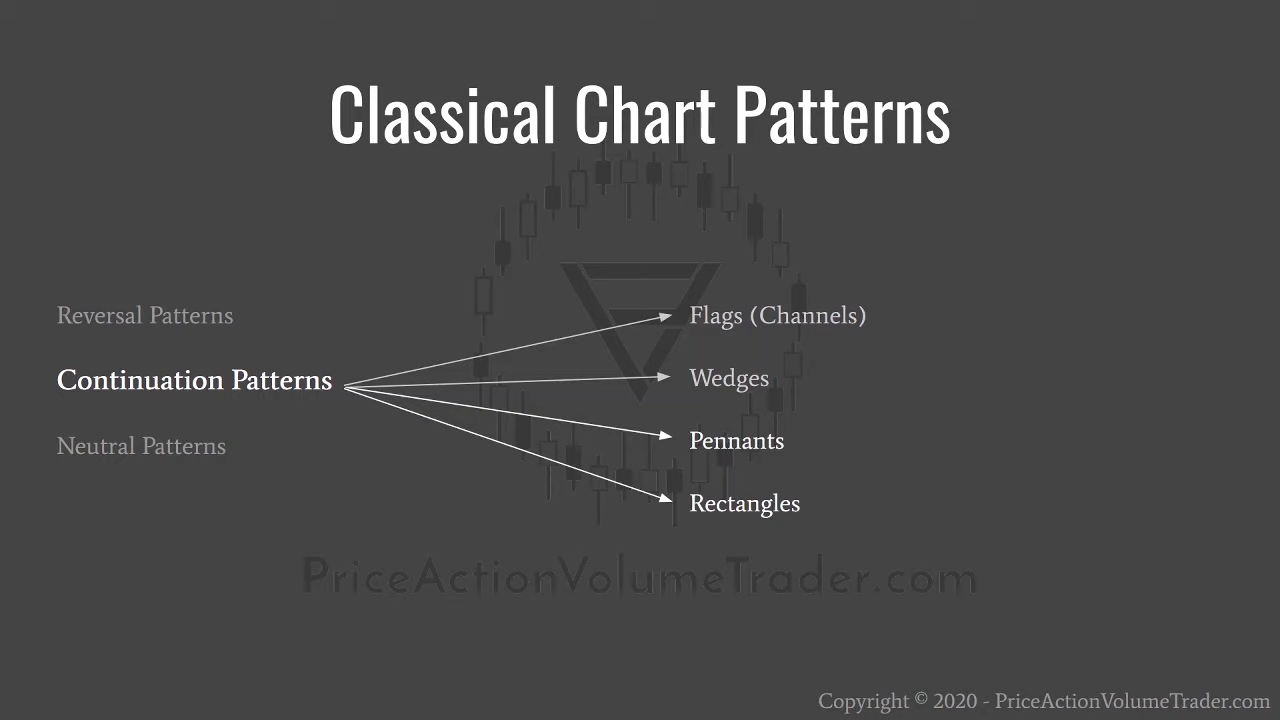 Classical Chart Patterns
Reversal Patterns
Continuation Patterns
Neutral Patterns
Flags (Channels)
Wedges
Pennants
Rectangles
PriceActionVolumeTrader.com
Copyright © 2020 - PriceActionVolumeTrader.com